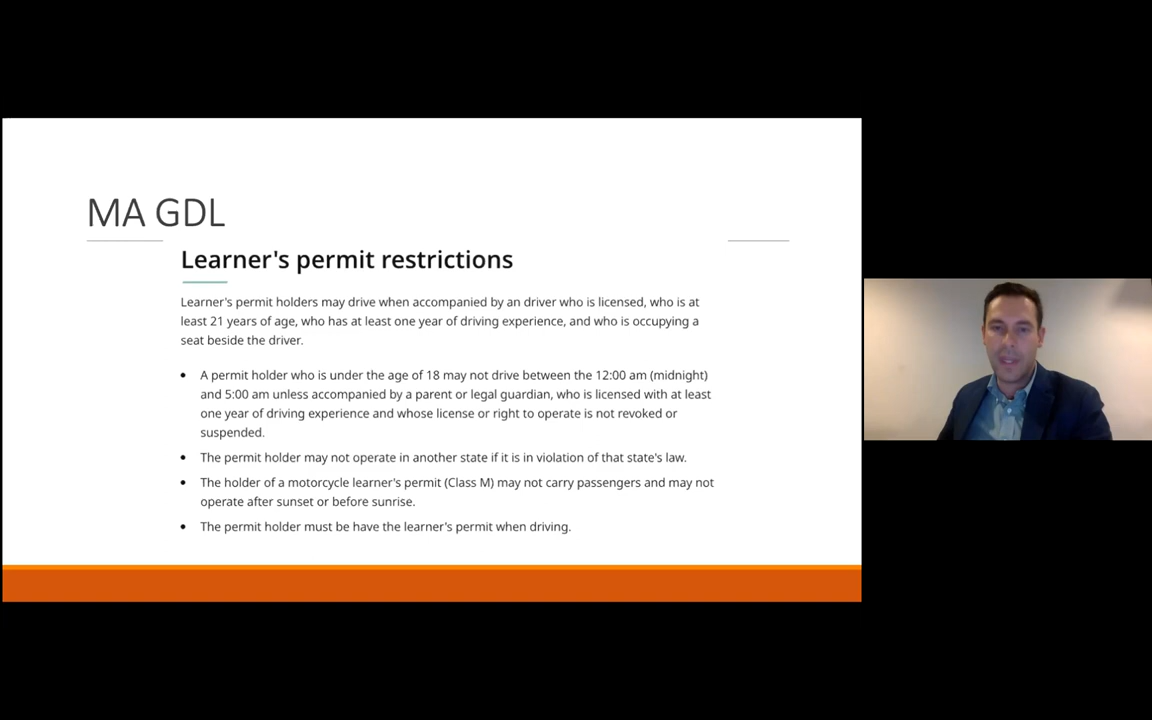 MA GDL
Learner's permit restrictions
Learner's permit holders may drive when accompanied by an driver who is licensed, who is at
least 21 years of age, who has at least one year of driving experience, and who is occupying a
seat beside the driver.
• A permit holder who is under the age of 18 may not drive between the 12:00 am (midnight)
and 5:00 am unless accompanied by a parent or legal guardian, who is licensed with at least
one year of driving experience and whose license or right to operate is not revoked or
suspended.
• The permit holder may not operate in another state if it is in violation of that state's law.
• The holder of a motorcycle learner's permit (Class M) may not carry passengers and may not
operate after sunset or before sunrise.
• The permit holder must be have the learner's permit when driving.